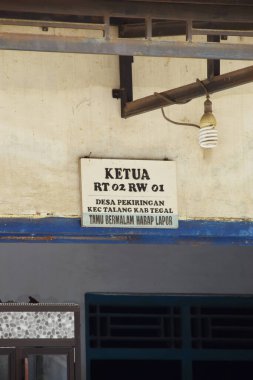 KETUA
RT 02 RW 01
DESA PEKIRINGAN
KEC TALANG KAB TEGAL
TAMU BERMALAM HARAP LAPOR